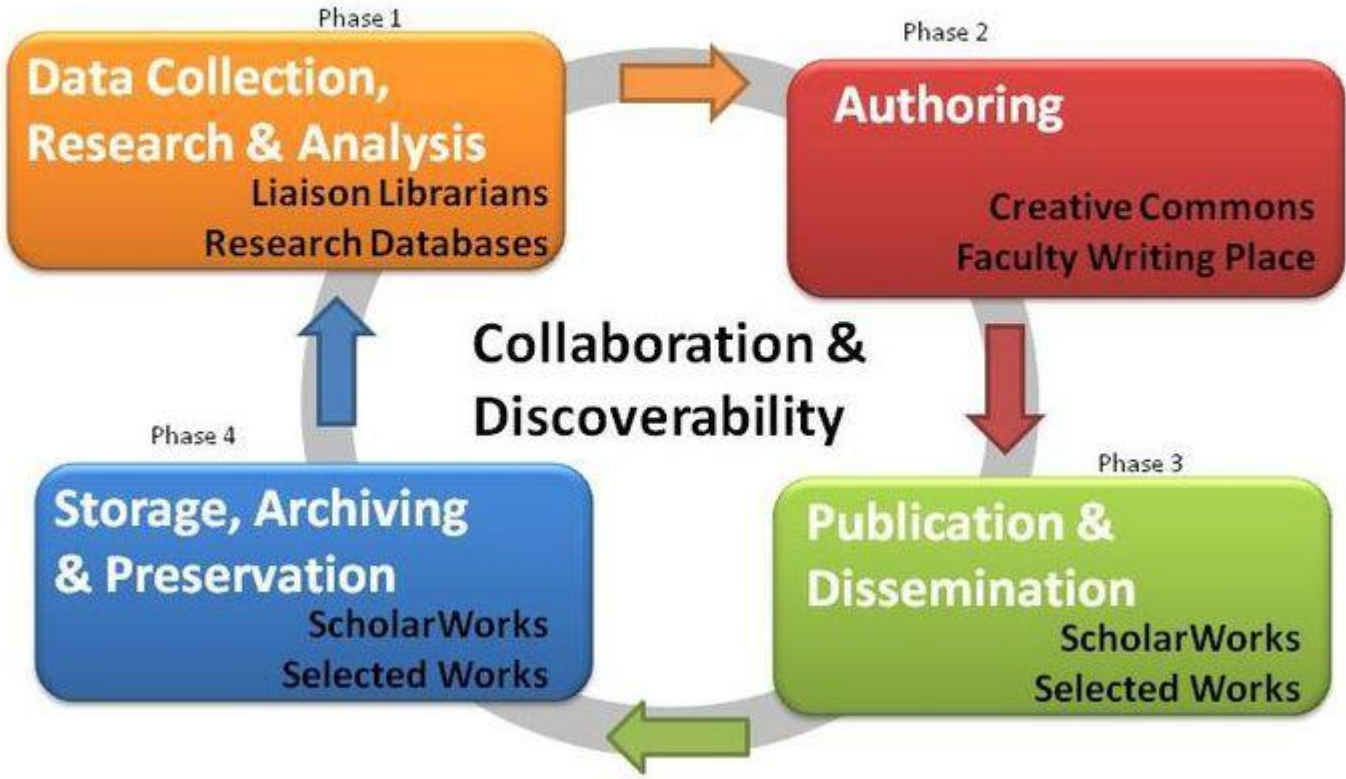 Phase 1
Data Collection,
Research & Analysis
Liaison Librarians
Research Databases
Phase 2
Authoring
Creative Commons
Faculty Writing Place
Collaboration &
Discoverability
Phase 3
Publication &
Dissemination
ScholarWorks
Selected Works
Phase 4
Storage, Archiving
& Preservation
ScholarWorks
Selected Works